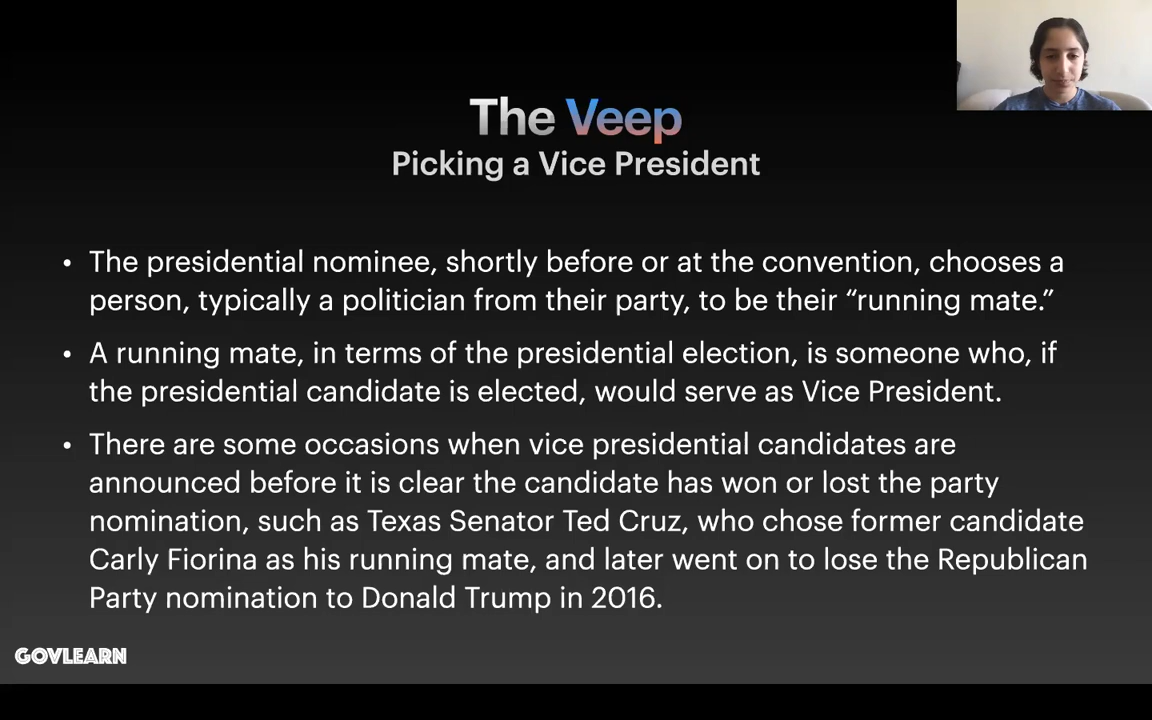 The Veep
Picking a Vice President
• The presidential nominee, shortly before or at the convention, chooses a
person, typically a politician from their party, to be their “running mate.”
• A running mate, in terms of the presidential election, is someone who, if
the presidential candidate is elected, would serve as Vice President.
• There are some occasions when vice presidential candidates are
announced before it is clear the candidate has won or lost the party
nomination, such as Texas Senator Ted Cruz, who chose former candidate
Carly Fiorina as his running mate, and later went on to lose the Republican
Party nomination to Donald Trump in 2016.
GOVLEARN